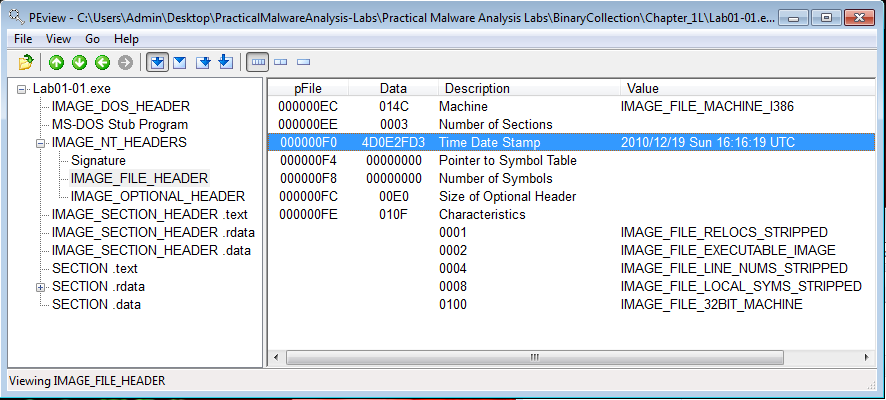 PEview - C:\Users\Admin\Desktop\PracticalMalwareAnalysis-Labs\Practical Malware Analysis Labs\BinaryCollection\Chapter_1L\Lab01-01.e...
File View Go Help
Lab01-01.exe
IMAGE_DOS_HEADER
MS-DOS Stub Program
IMAGE_NT_HEADERS
Signature
IMAGE_FILE_HEADER
IMAGE_OPTIONAL_HEADER
IMAGE_SECTION_HEADER .text
IMAGE_SECTION_HEADER .rdata
IMAGE_SECTION_HEADER .data
SECTION .text
SECTION .rdata
SECTION .data
pFile Data Description Value
000000EC 014C Machine IMAGE_FILE_MACHINE_I386
000000EE 0003 Number of Sections
000000F0 4D0E2FD3 Time Date Stamp 2010/12/19 Sun 16:16:19 UTC
000000F4 00000000 Pointer to Symbol Table
000000F8 00000000 Number of Symbols
000000FC 00E0 Size of Optional Header
000000FE 010F Characteristics
0001 IMAGE_FILE_RELOCS_STRIPPED
0002 IMAGE_FILE_EXECUTABLE_IMAGE
0004 IMAGE_FILE_LINE_NUMS_STRIPPED
0008 IMAGE_FILE_LOCAL_SYMS_STRIPPED
0100 IMAGE_FILE_32BIT_MACHINE
Viewing IMAGE_FILE_HEADER